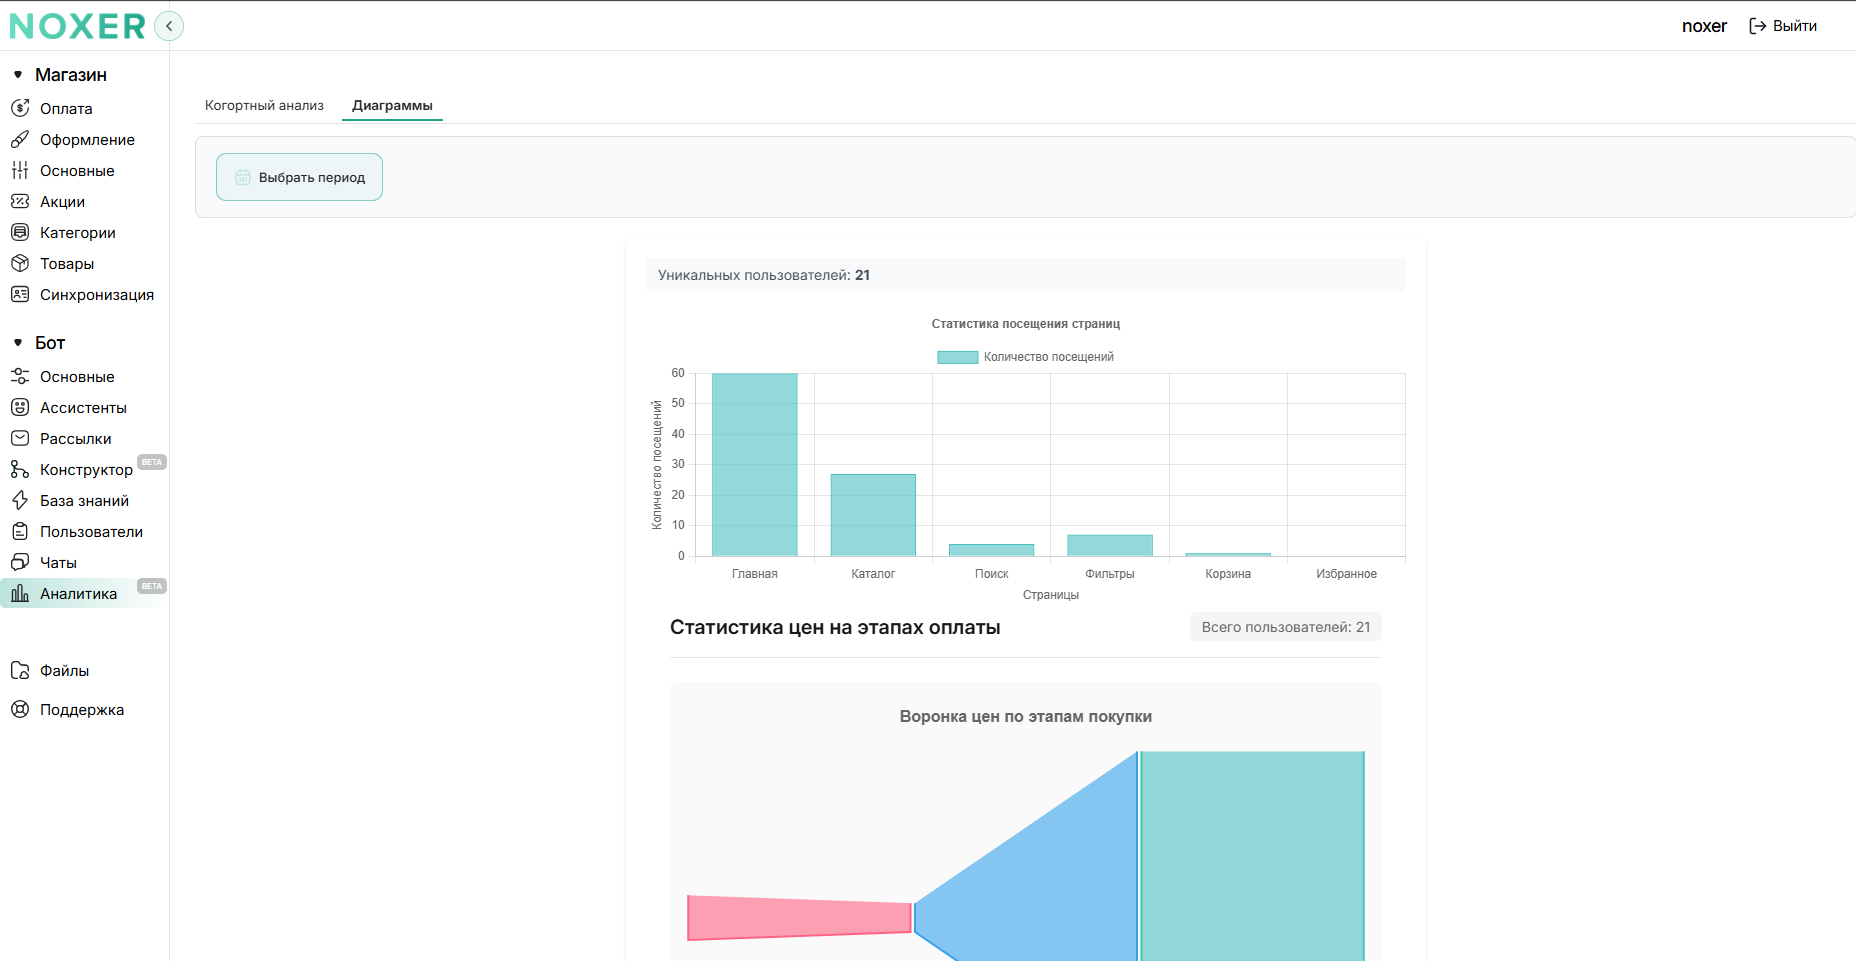 NOXER
noxer
Выйти
Магазин
Оплата
Оформление
Основные
Акции
Категории
Товары
Синхронизация
Бот
Основные
Ассистенты
Рассылки
Конструктор BETA
База знаний
Пользователи
Чаты
Аналитика BETA
Файлы
Поддержка
Когортный анализ
Диаграммы
Выбрать период
Уникальных пользователей: 21
Статистика посещения страниц
Количество посещений
Количество посещений
60
50
40
30
20
10
0
Главная
Каталог
Поиск
Фильтры
Корзина
Избранное
Страницы
Статистика цен на этапах оплаты
Всего пользователей: 21
Воронка цен по этапам покупки